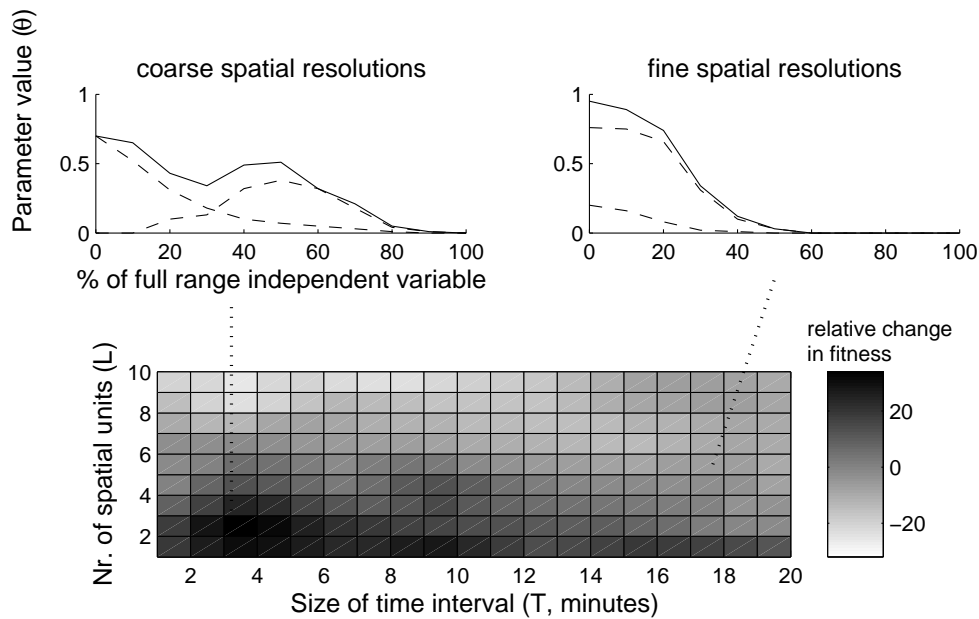 coarse spatial resolutions
fine spatial resolutions
Parameter value (θ)
1
0.5
0
0 20 40 60 80 100
% of full range independent variable
1
0.5
0
0 20 40 60 80 100
relative change
in fitness
Nr. of spatial units (L)
10
8
6
4
2
2 4 6 8 10 12 14 16 18 20
Size of time interval (T, minutes)
20
0
−20